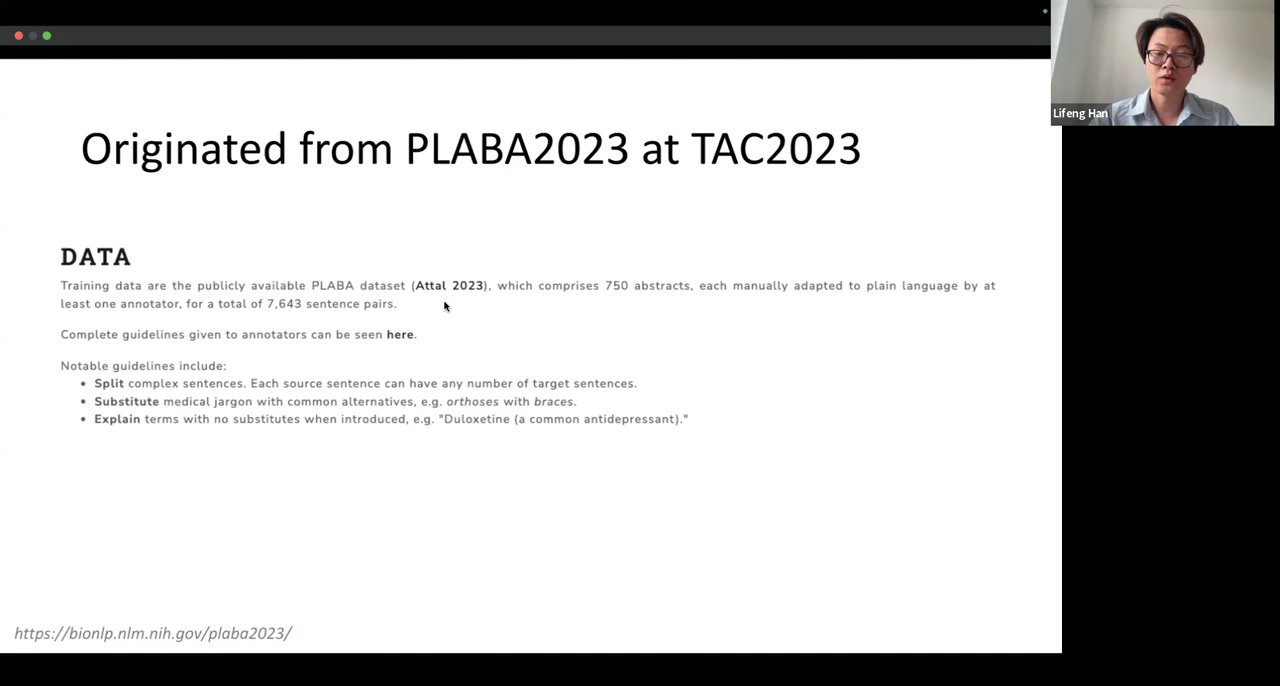 Lifeng Han
Originated from PLABA2023 at TAC2023
DATA
Training data are the publicly available PLABA dataset (Attal 2023), which comprises 750 abstracts, each manually adapted to plain language by at
least one annotator, for a total of 7,643 sentence pairs.
Complete guidelines given to annotators can be seen here.
Notable guidelines include:
• Split complex sentences. Each source sentence can have any number of target sentences.
• Substitute medical jargon with common alternatives, e.g. orthoses with braces.
• Explain terms with no substitutes when introduced, e.g. "Duloxetine (a common antidepressant)."
https://bionlp.nlm.nih.gov/plaba2023/